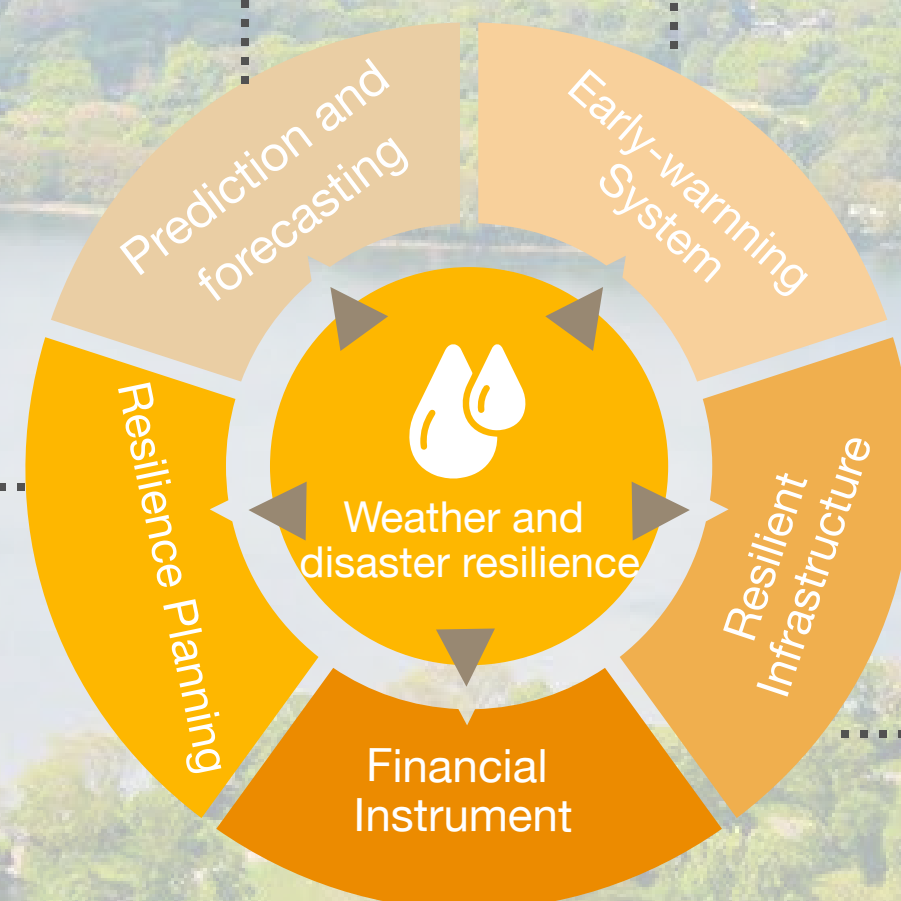 Prediction and
forecasting
Early-warnning
System
Resilience Planning
Weather and
disaster resilience
Resilient
Infrastructure
Financial
Instrument